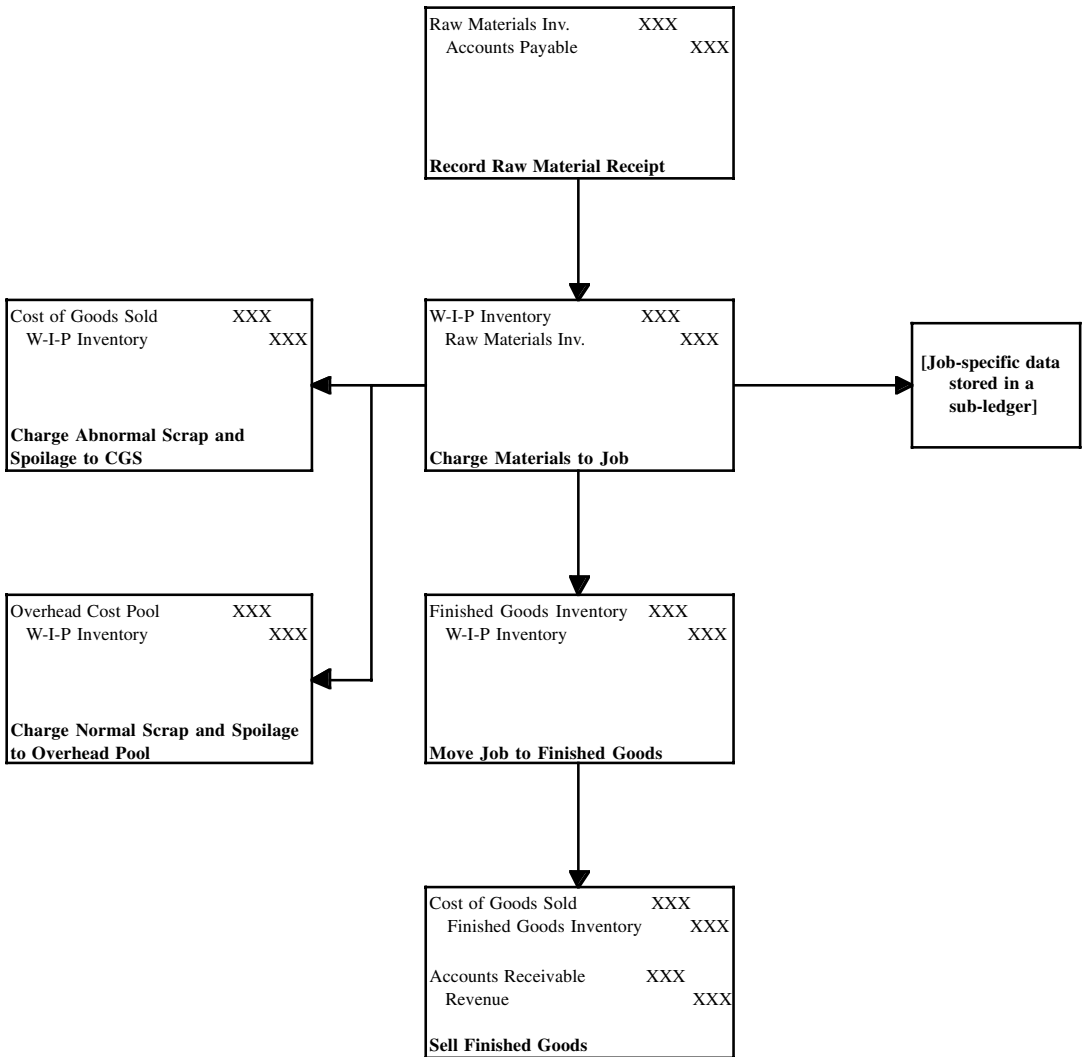 Raw Materials Inv. XXX
Accounts Payable XXX
Record Raw Material Receipt
Cost of Goods Sold XXX
W-I-P Inventory XXX
Charge Abnormal Scrap and
Spoilage to CGS
W-I-P Inventory XXX
Raw Materials Inv. XXX
Charge Materials to Job
[Job-specific data
stored in a
sub-ledger]
Overhead Cost Pool XXX
W-I-P Inventory XXX
Charge Normal Scrap and Spoilage
to Overhead Pool
Finished Goods Inventory XXX
W-I-P Inventory XXX
Move Job to Finished Goods
Cost of Goods Sold XXX
Finished Goods Inventory XXX
Accounts Receivable XXX
Revenue XXX
Sell Finished Goods